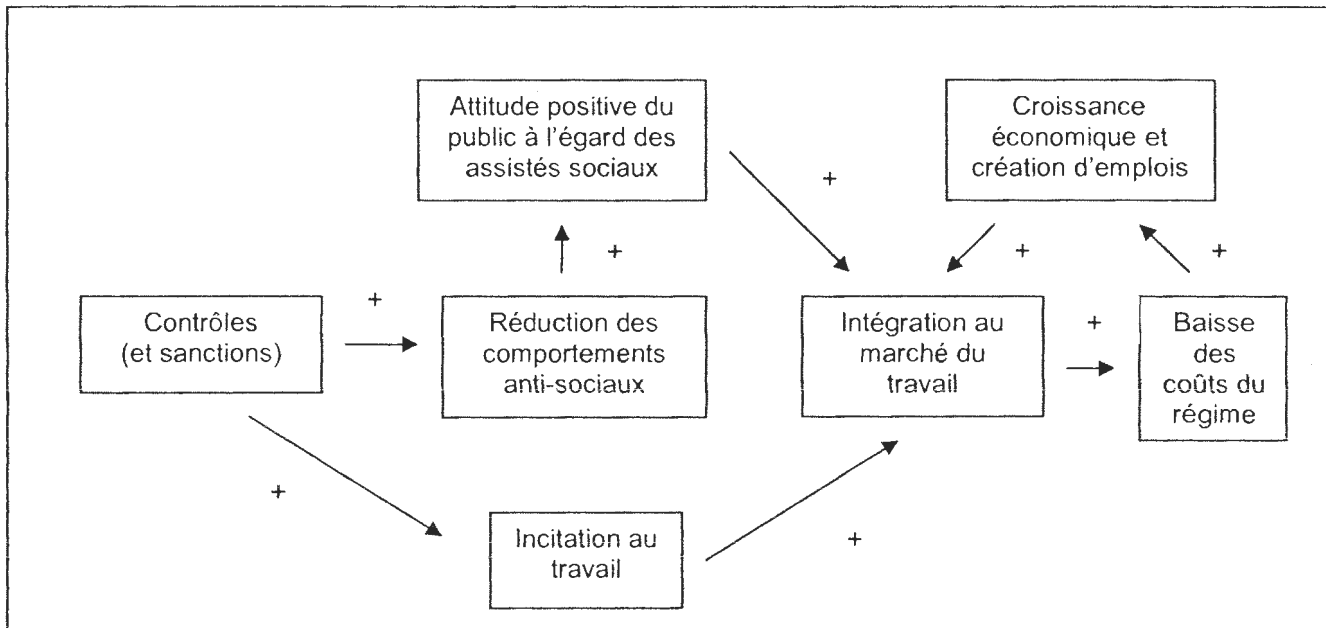 Attitude positive du
public à l'égard des
assistés sociaux
Croissance
économique et
création d'emplois
+
+
+
+
Contrôles
(et sanctions)
+
Réduction des
comportements
anti-sociaux
Intégration au
marché du
travail
+
Baisse
des
coûts du
régime
+
Incitation au
travail
+